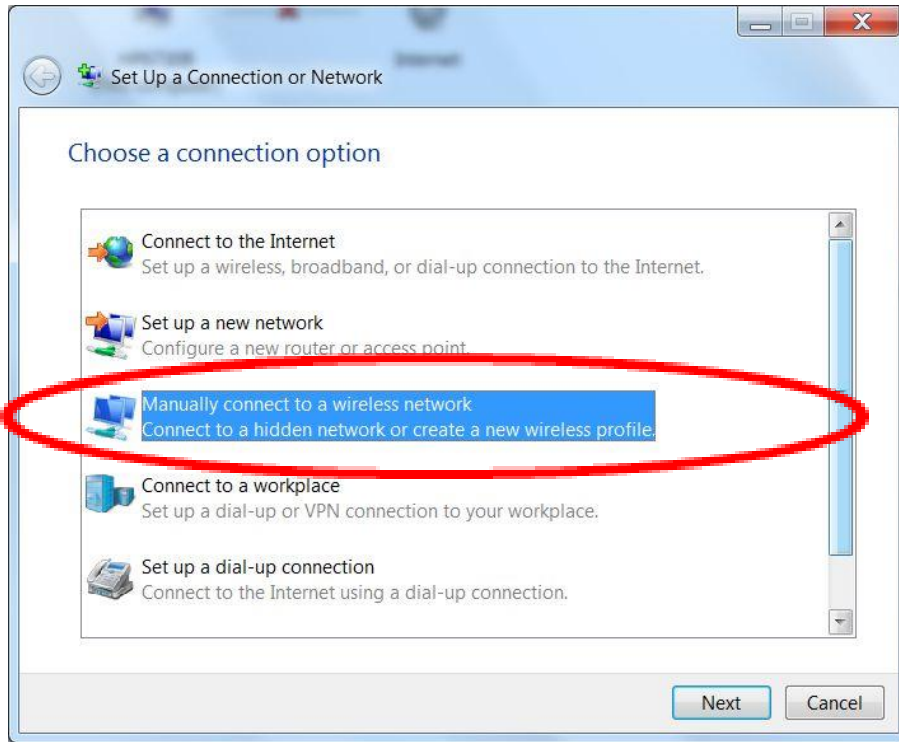 Set Up a Connection or Network
Choose a connection option
Connect to the Internet
Set up a wireless, broadband, or dial-up connection to the Internet.
Set up a new network
Configure a new router or access point.
Manually connect to a wireless network
Connect to a hidden network or create a new wireless profile.
Connect to a workplace
Set up a dial-up or VPN connection to your workplace.
Set up a dial-up connection
Connect to the Internet using a dial-up connection.
Next
Cancel